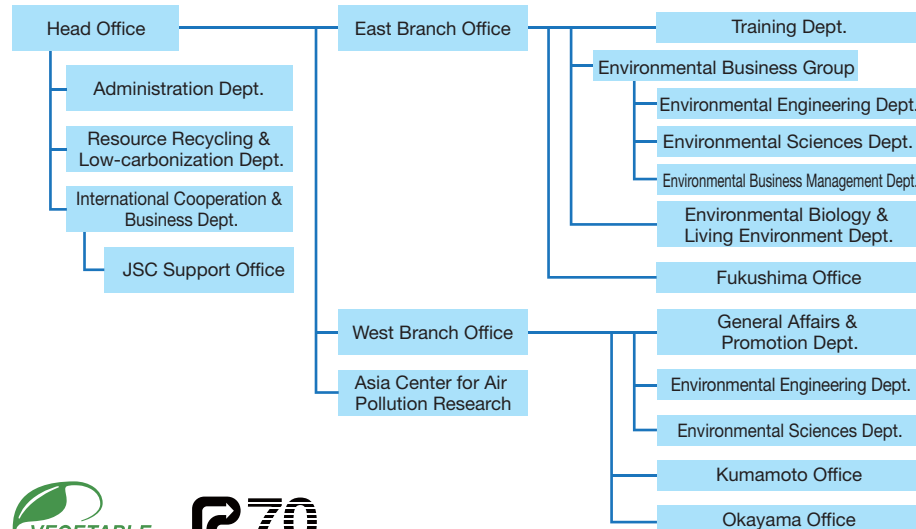 Head Office
Administration Dept.
Resource Recycling &
Low-carbonization Dept.
International Cooperation &
Business Dept.
JSC Support Office
East Branch Office
Training Dept.
Environmental Business Group
Environmental Engineering Dept.
Environmental Sciences Dept.
Environmental Business Management Dept.
Environmental Biology &
Living Environment Dept.
Fukushima Office
West Branch Office
General Affairs &
Promotion Dept.
Environmental Engineering Dept.
Environmental Sciences Dept.
Kumamoto Office
Okayama Office
Asia Center for Air
Pollution Research
VEGETABLE
70